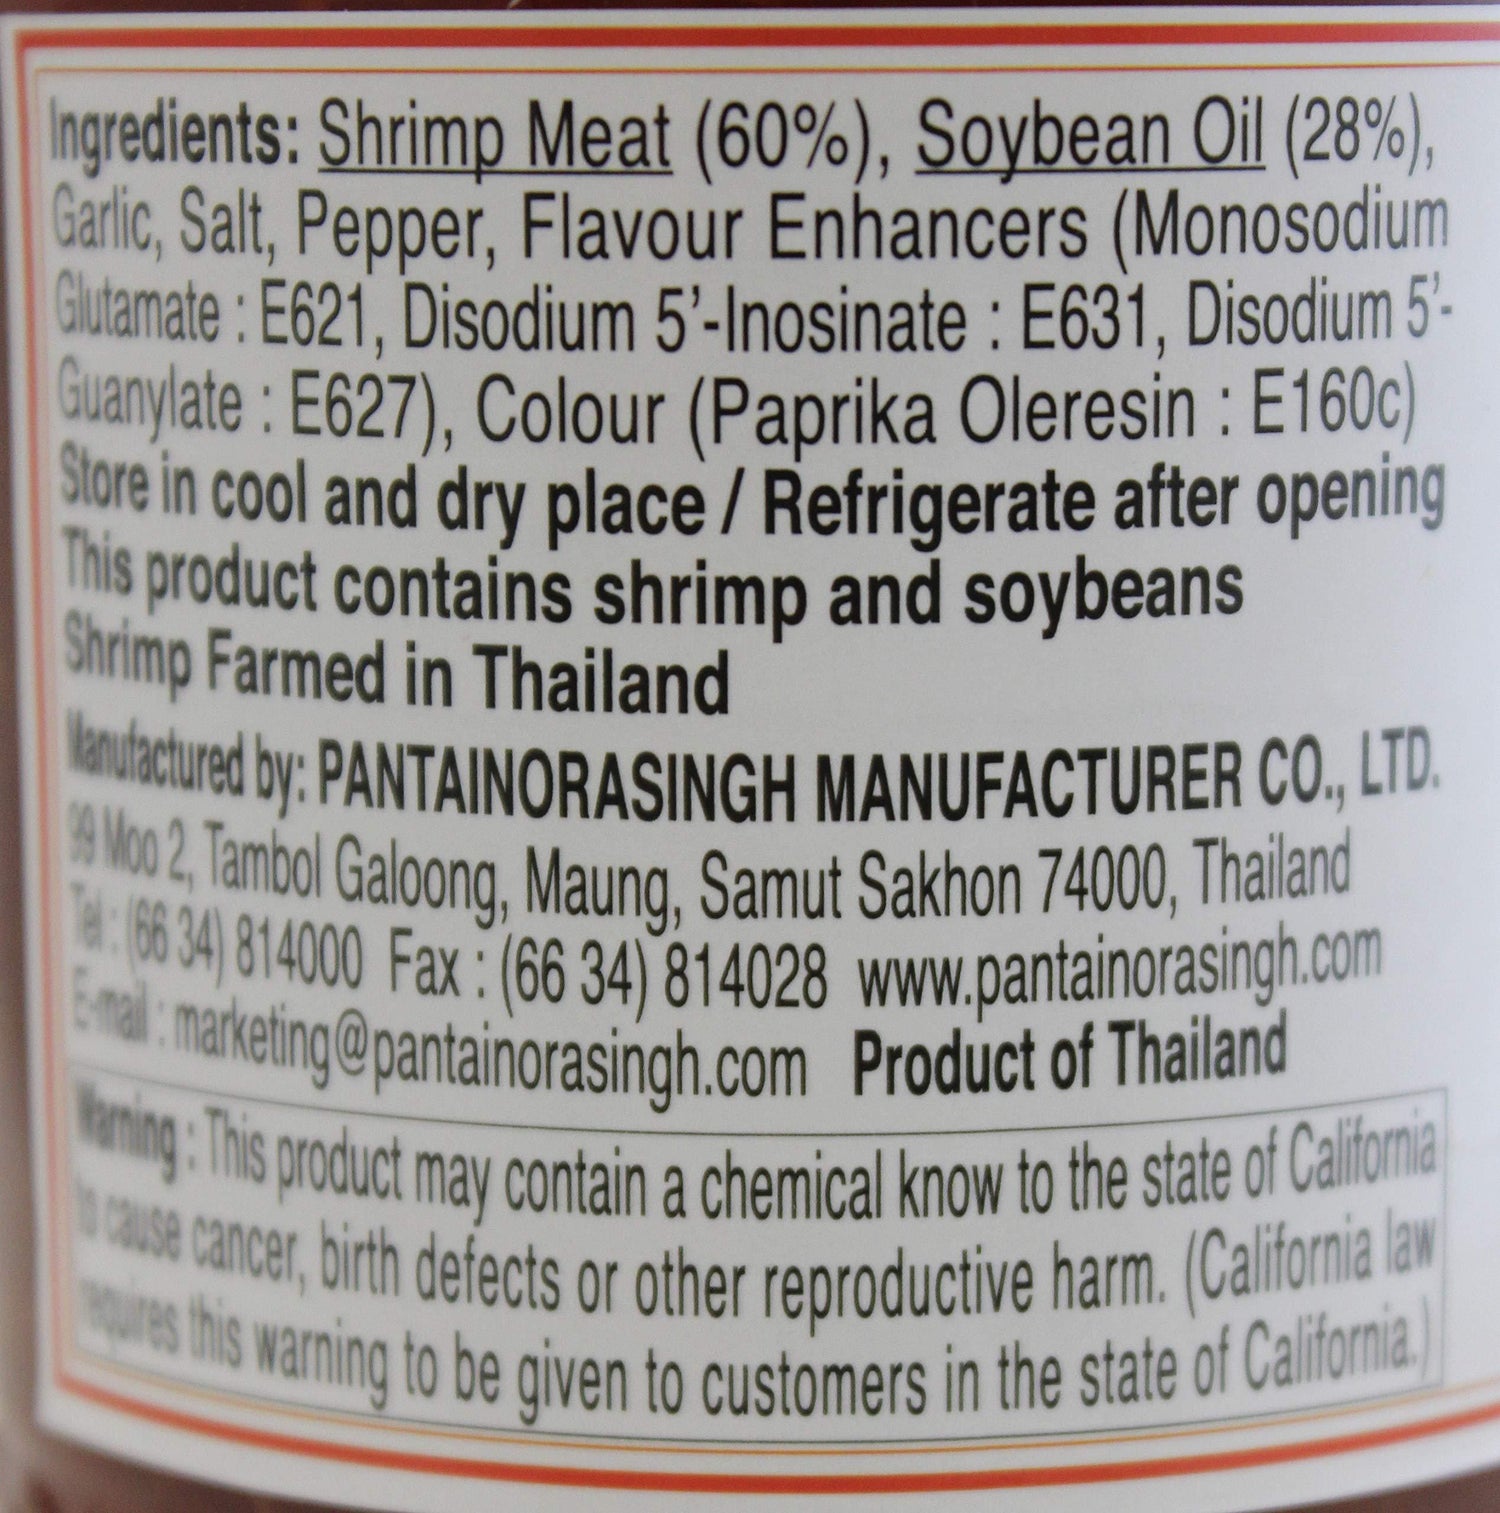 Ingredients: Shrimp Meat (60%), Soybean Oil (28%),
Garlic, Salt, Pepper, Flavour Enhancers (Monosodium
Glutamate : E621, Disodium 5’-Inosinate : E631, Disodium 5’-
Guanylate : E627), Colour (Paprika Oleresin : E160c)
Store in cool and dry place / Refrigerate after opening
This product contains shrimp and soybeans
Shrimp Farmed in Thailand
Manufactured by: PANTAINORASINGH MANUFACTURER CO., LTD.
99 Moo 2, Tambol Galoong, Maung, Samut Sakhon 74000, Thailand
Tel : (66 34) 814000 Fax : (66 34) 814028 www.pantainorasingh.com
E-mail : marketing@pantainorasingh.com Product of Thailand
Warning : This product may contain a chemical know to the state of California
to cause cancer, birth defects or other reproductive harm. (California law
requires this warning to be given to customers in the state of California.)